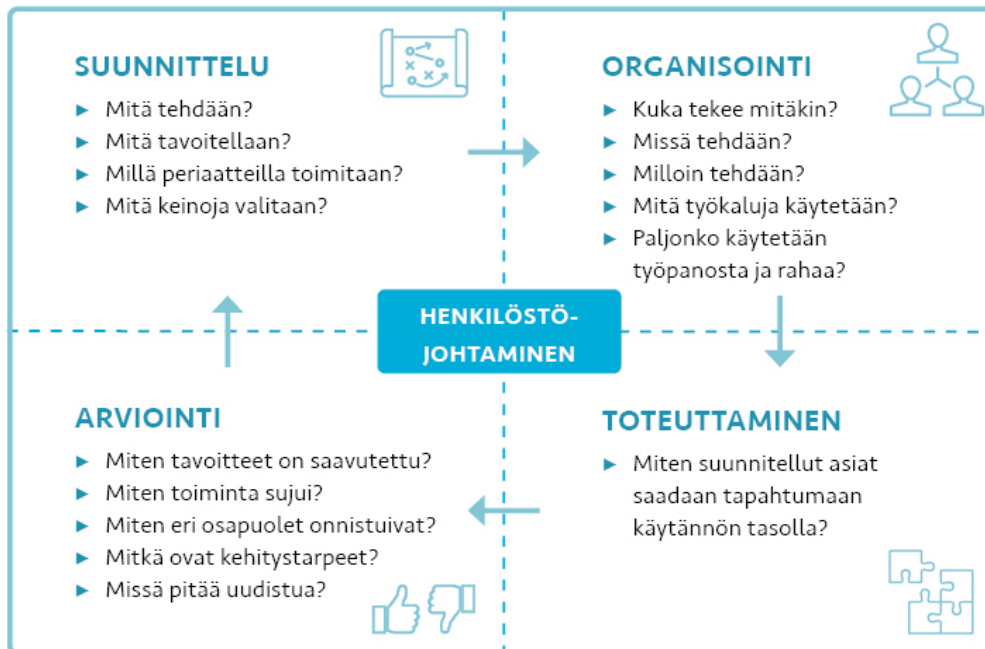 SUUNNITTELU
► Mitä tehdään?
► Mitä tavoitellaan?
► Millä periaatteilla toimitaan?
► Mitä keinoja valitaan?
ORGANISOINTI
► Kuka tekee mitäkin?
► Missä tehdään?
► Milloin tehdään?
► Mitä työkaluja käytetään?
► Paljonko käytetään
työpanosta ja rahaa?
HENKILÖSTÖ-
JOHTAMINEN
ARVIOINTI
► Miten tavoitteet on saavutettu?
► Miten toiminta sujui?
► Miten eri osapuolet onnistuivat?
► Mitkä ovat kehitystarpeet?
► Missä pitää uudistua?
TOTEUTTAMINEN
► Miten suunnitellut asiat
saadaan tapahtumaan
käytännön tasolla?